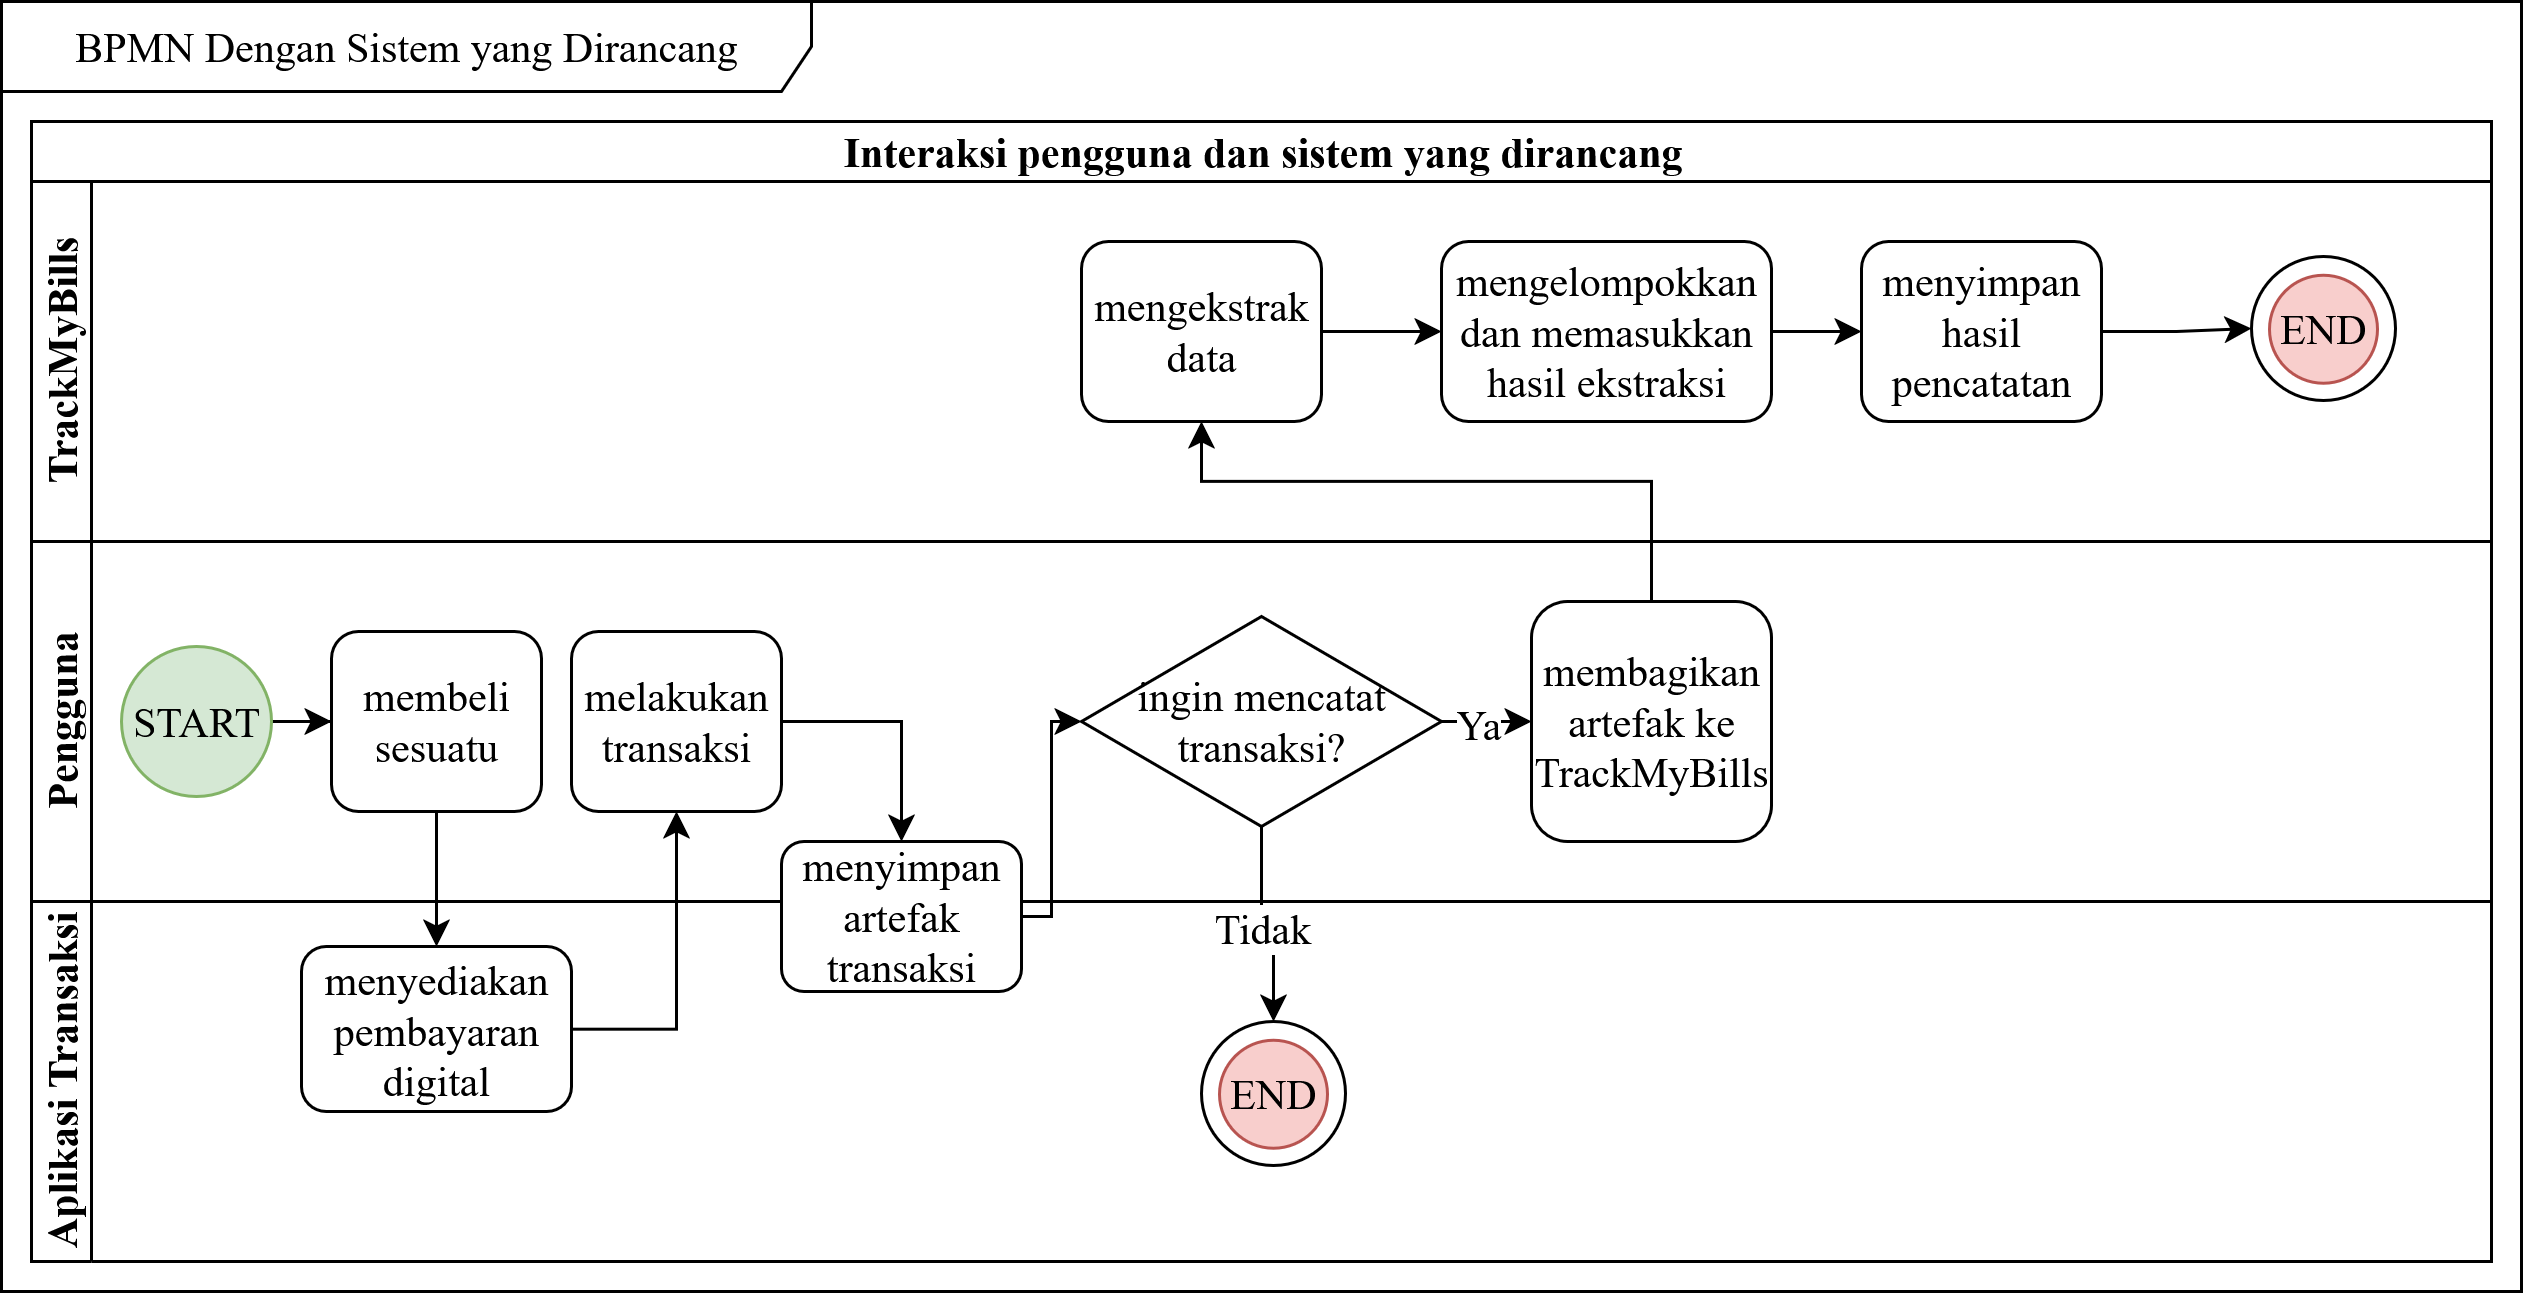 BPMN Dengan Sistem yang Dirancang
Interaksi pengguna dan sistem yang dirancang
TrackMyBills
mengekstrak
data
mengelompokkan
dan memasukkan
hasil ekstraksi
menyimpan
hasil
pencatatan
END
Pengguna
START
membeli
sesuatu
melakukan
transaksi
menyimpan
artefak
transaksi
ingin mencatat
transaksi?
Ya
membagikan
artefak ke
TrackMyBills
Aplikasi Transaksi
menyediakan
pembayaran
digital
Tidak
END